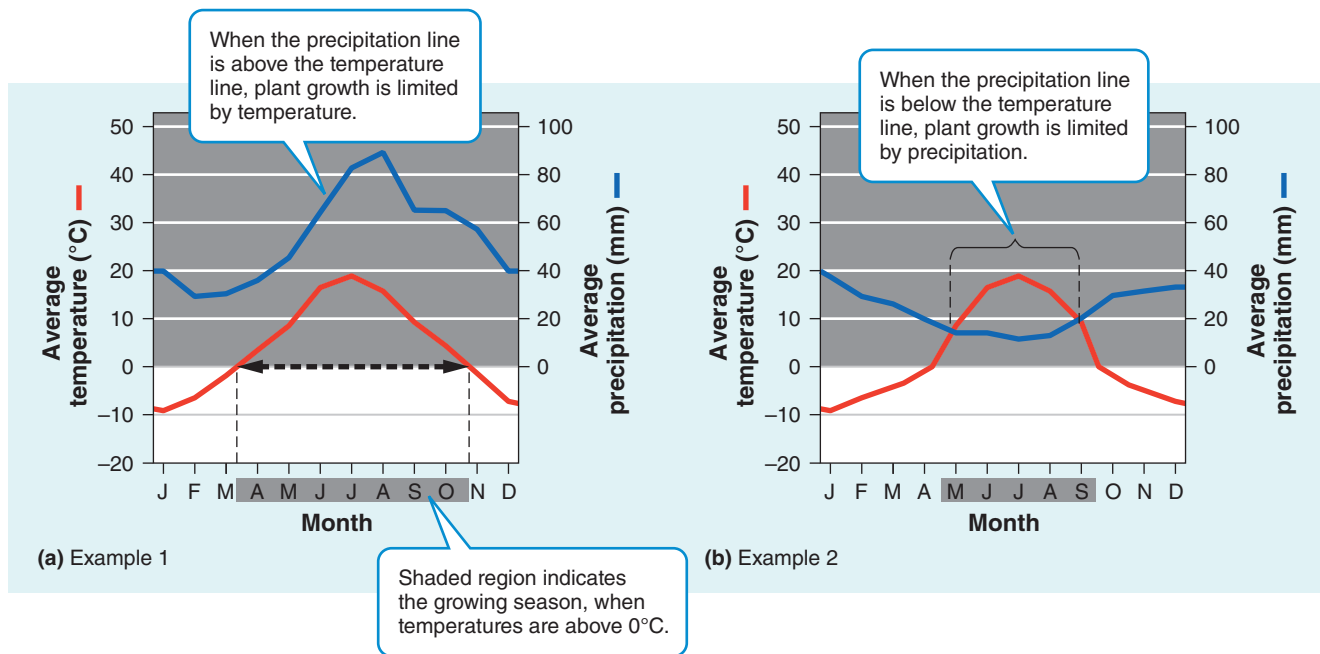 When the precipitation line
is above the temperature
line, plant growth is limited
by temperature.
50
40
30
20
10
0
–10
–20
Average
temperature (°C)
100
80
60
40
20
0
Average
precipitation (mm)
J F M A M J J A S O N D
Month
(a) Example 1
Shaded region indicates
the growing season, when
temperatures are above 0°C.
When the precipitation line
is below the temperature
line, plant growth is limited
by precipitation.
50
40
30
20
10
0
–10
–20
Average
temperature (°C)
100
80
60
40
20
0
Average
precipitation (mm)
J F M A M J J A S O N D
Month
(b) Example 2